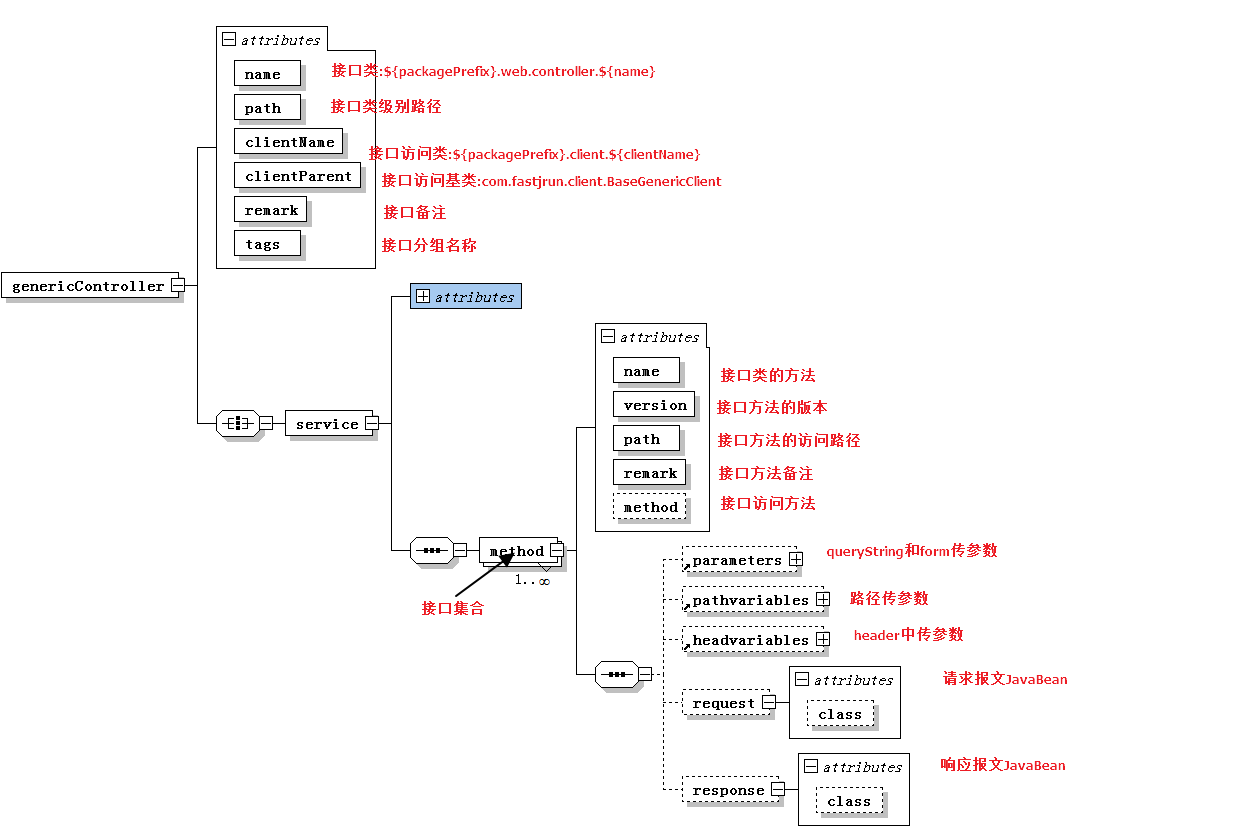 attributes
name
接口类:${packagePrefix}.web.controller.${name}
path
接口类级别路径
clientName
接口访问类:${packagePrefix}.client.${clientName}
clientParent
接口访问基类:com.fastjrun.client.BaseGenericClient
remark
接口备注
tags
接口分组名称
genericController
attributes
service
attributes
name
接口类的方法
version
接口方法的版本
path
接口方法的访问路径
remark
接口方法备注
method
接口访问方法
method
1..∞
接口集合
parameters
queryString和form传参数
pathvariables
路径传参数
headvariables
header中传参数
request
attributes
class
请求报文JavaBean
response
attributes
class
响应报文JavaBean